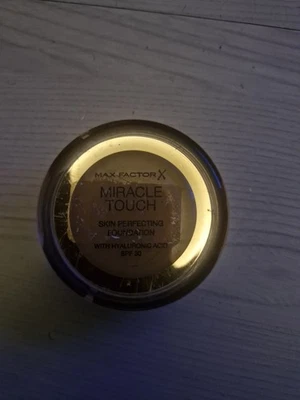 MAX FACTOR X
MIRACLE
TOUCH
SKIN PERFECTING
FOUNDATION
WITH HYALURONIC ACID
SPF 30